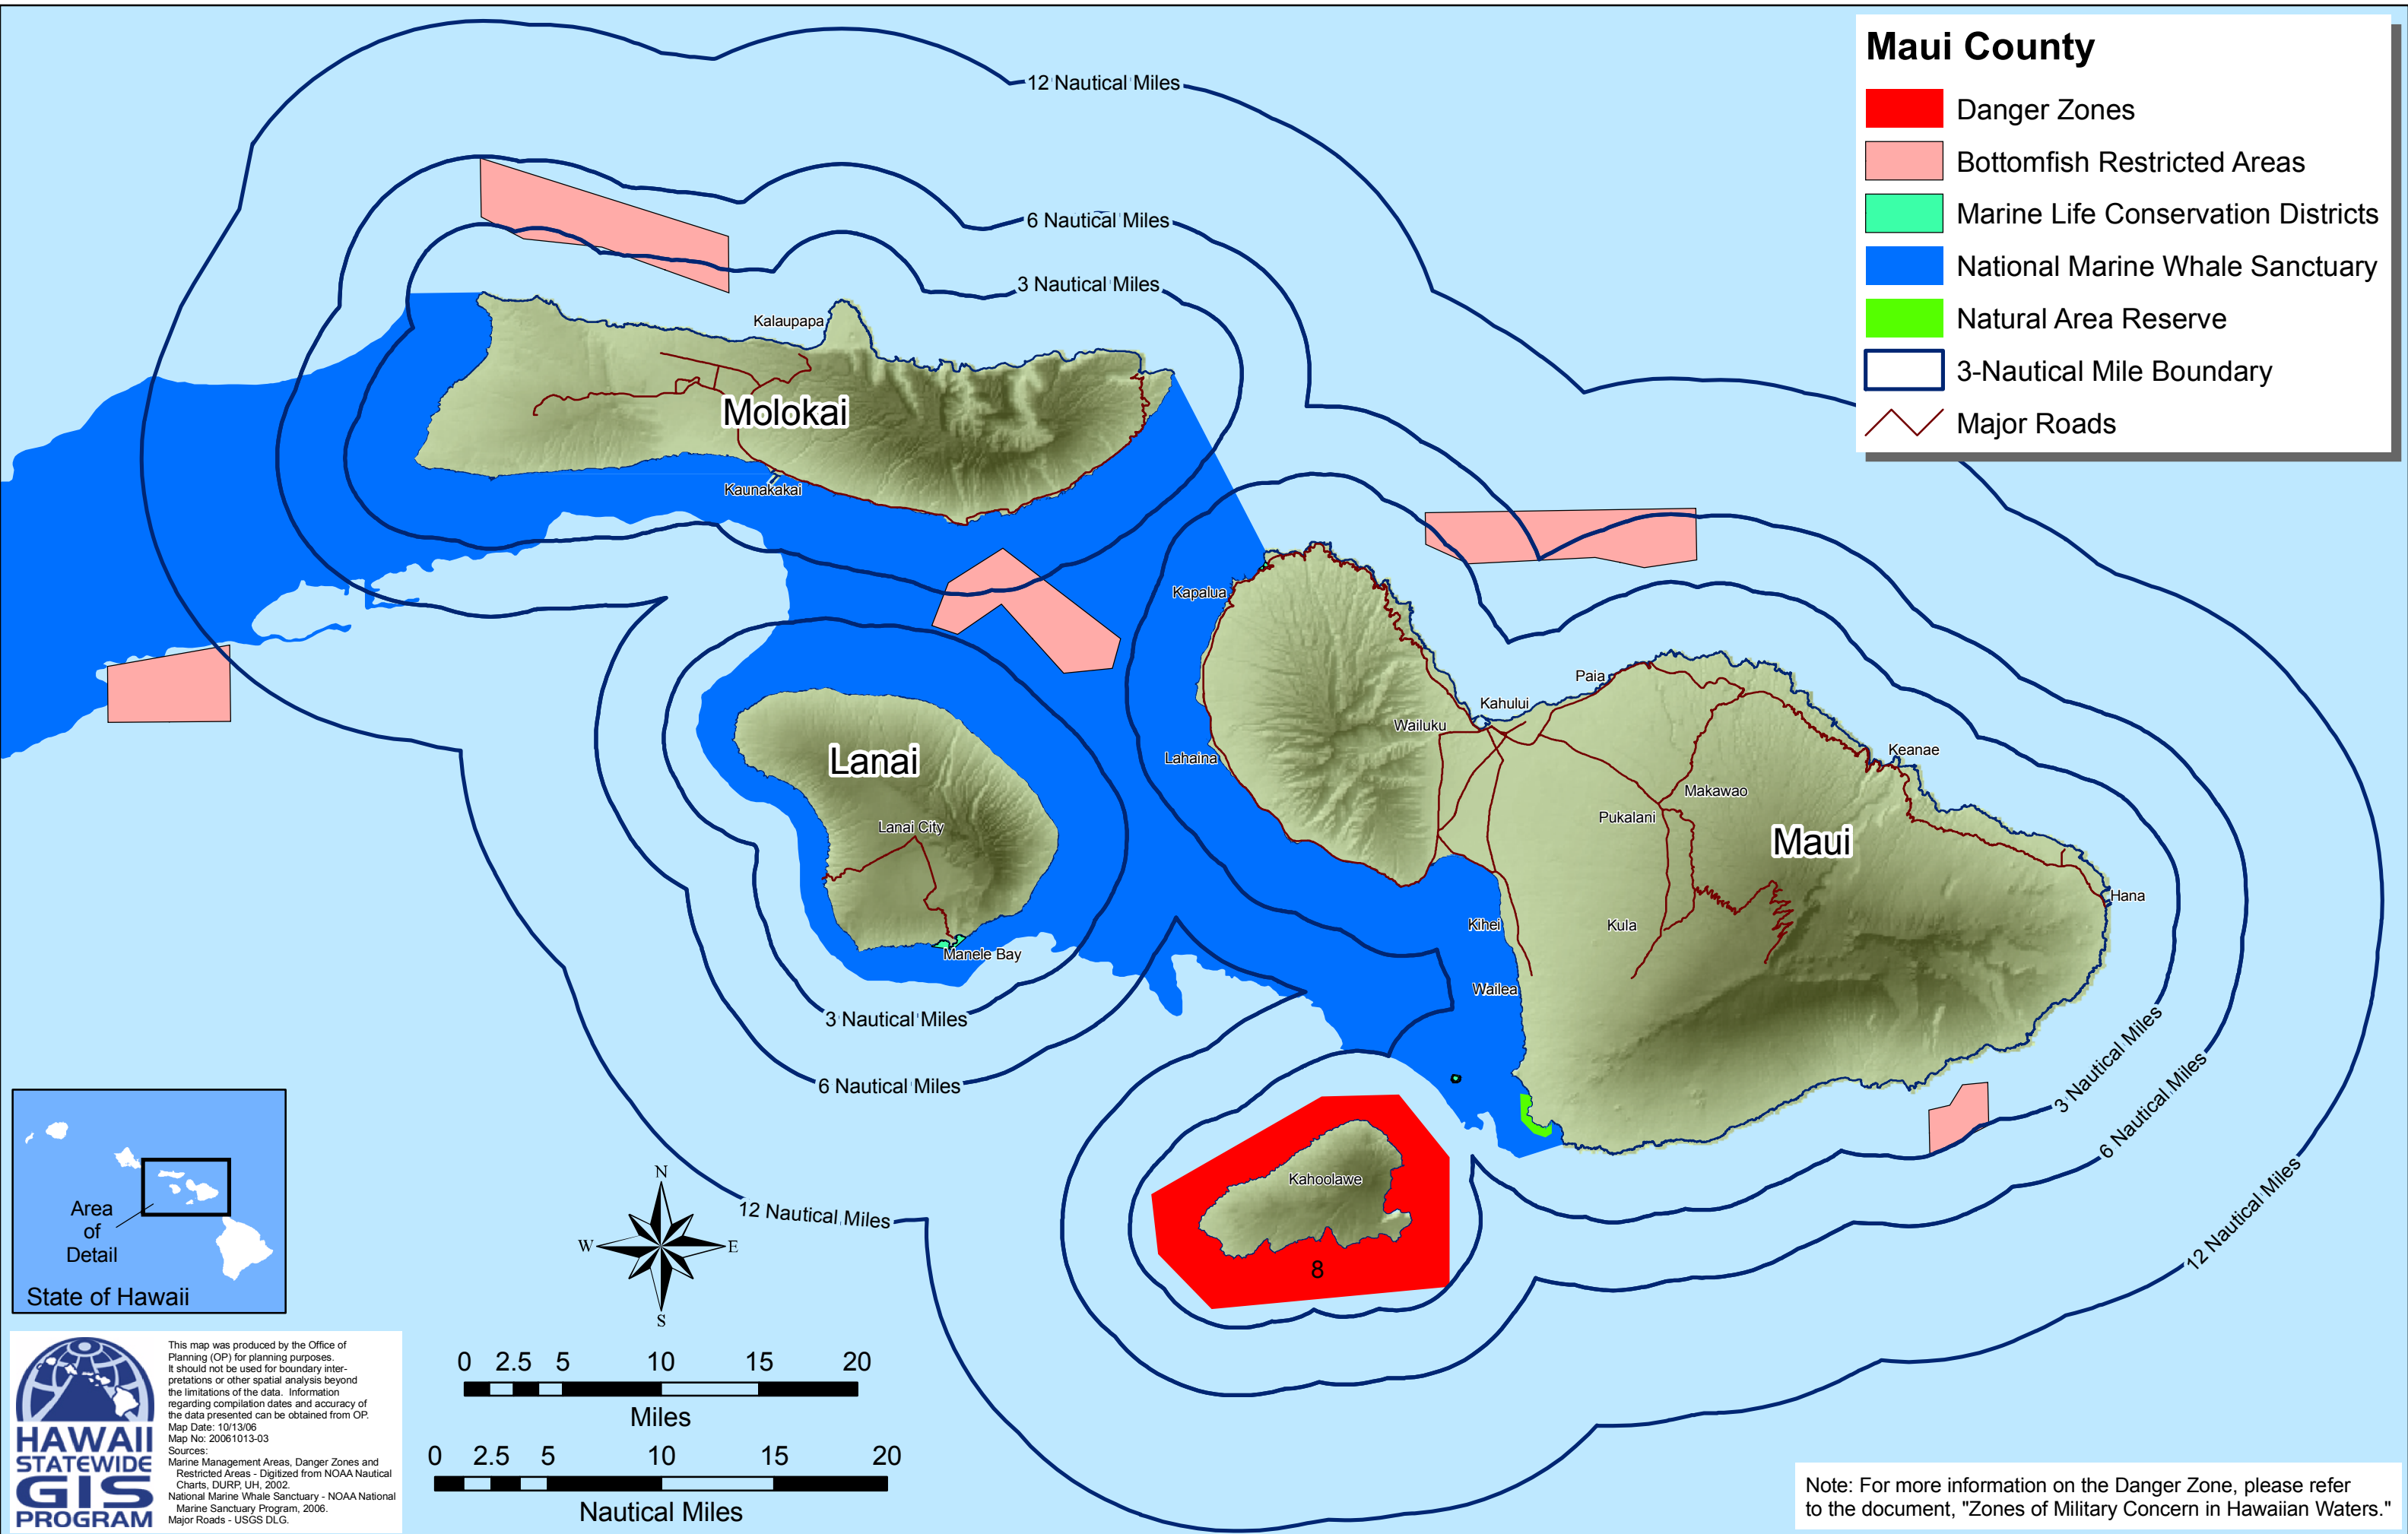 Maui County
Danger Zones
Bottomfish Restricted Areas
Marine Life Conservation Districts
National Marine Whale Sanctuary
Natural Area Reserve
3-Nautical Mile Boundary
Major Roads
12 Nautical Miles
6 Nautical Miles
3 Nautical Miles
Kalaupapa
Molokai
Kaunakakai
Kapalua
Paia
Kahului
Wailuku
Lahaina
Keanae
Lanai
Makawao
Pukalani
Maui
Lanai City
Hana
Kihei
Kula
Manele Bay
Wailea
3 Nautical Miles
6 Nautical Miles
12 Nautical Miles
3 Nautical Miles
6 Nautical Miles
12 Nautical Miles
Kahoolawe
8
N
W
E
S
Area
of
Detail
State of Hawaii
0 2.5 5 10 15 20
Miles
0 2.5 5 10 15 20
Nautical Miles
HAWAII
STATEWIDE
GIS
PROGRAM
This map was produced by the Office of
Planning (OP) for planning purposes.
It should not be used for boundary inter-
pretations or other spatial analysis beyond
the limitations of the data. Information
regarding compilation dates and accuracy of
the data presented can be obtained from OP.
Map Date: 10/13/06
Map No: 20061013-03
Sources:
Marine Management Areas, Danger Zones and
Restricted Areas - Digitized from NOAA Nautical
Charts, DURP, UH, 2002.
National Marine Whale Sanctuary - NOAA National
Marine Sanctuary Program, 2006.
Major Roads - USGS DLG.
Note: For more information on the Danger Zone, please refer
to the document, "Zones of Military Concern in Hawaiian Waters."